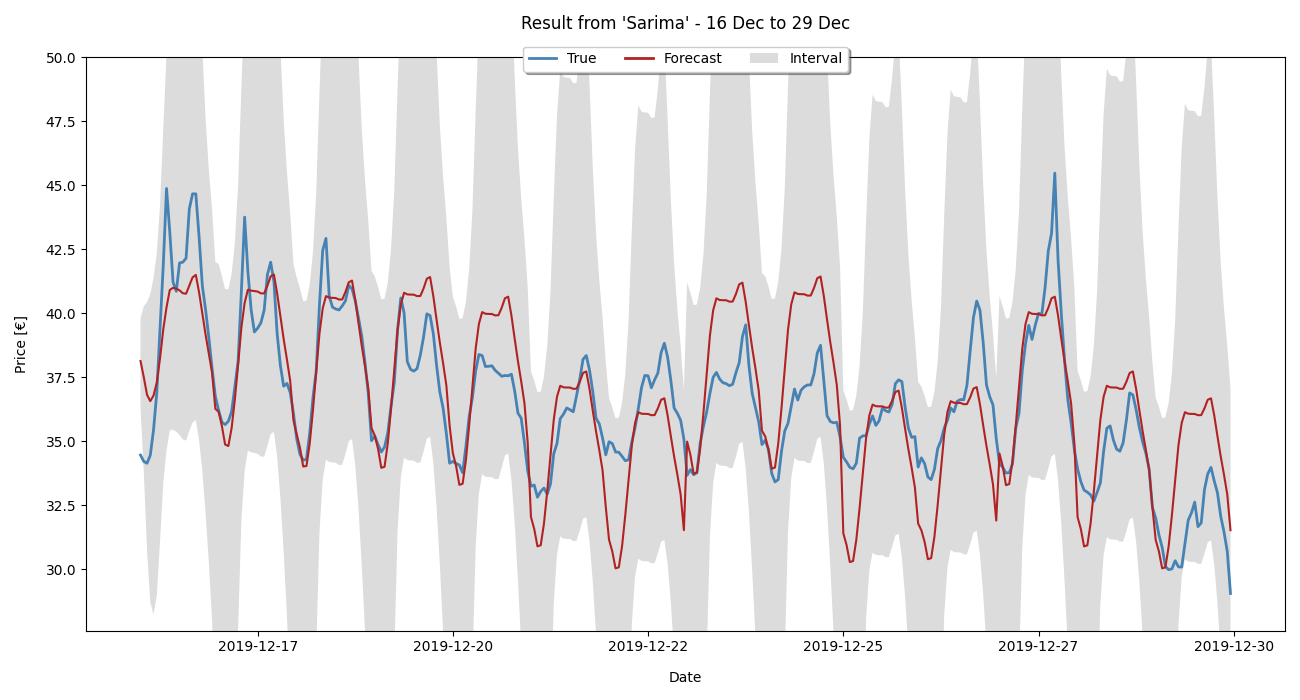 Result from 'Sarima' - 16 Dec to 29 Dec
True Forecast Interval
50.0
47.5
45.0
42.5
40.0
37.5
35.0
32.5
30.0
Price [€]
2019-12-17 2019-12-20 2019-12-22 2019-12-25 2019-12-27 2019-12-30
Date